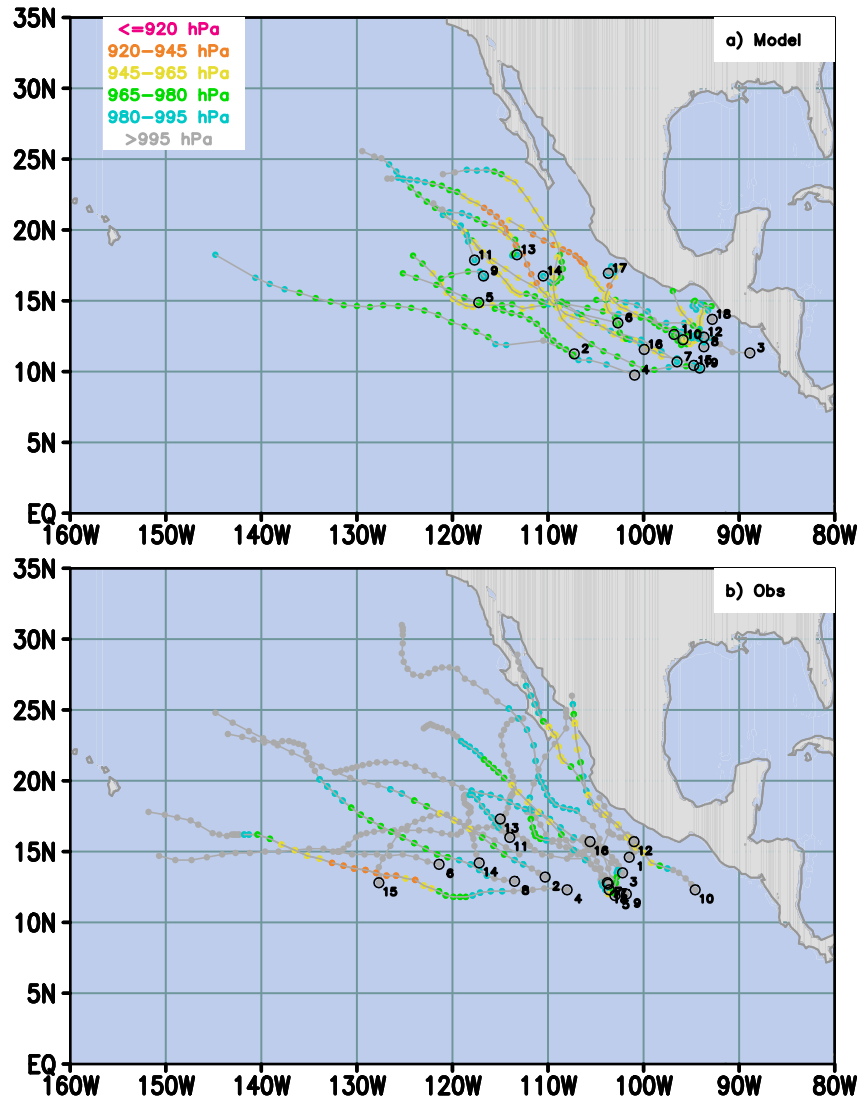 35N
<=920 hPa
920-945 hPa
945-965 hPa
965-980 hPa
980-995 hPa
>995 hPa
a) Model
30N
25N
20N
15N
10N
5N
EQ
11
13
9
14
17
5
6
18
1
10
12
8
2
16
3
7
4
160W 150W 140W 130W 120W 110W 100W 90W 80W
35N
b) Obs
30N
25N
20N
15N
10N
5N
EQ
13
11
16
12
1
6
14
3
15
8
2
4
5
9
10
160W 150W 140W 130W 120W 110W 100W 90W 80W